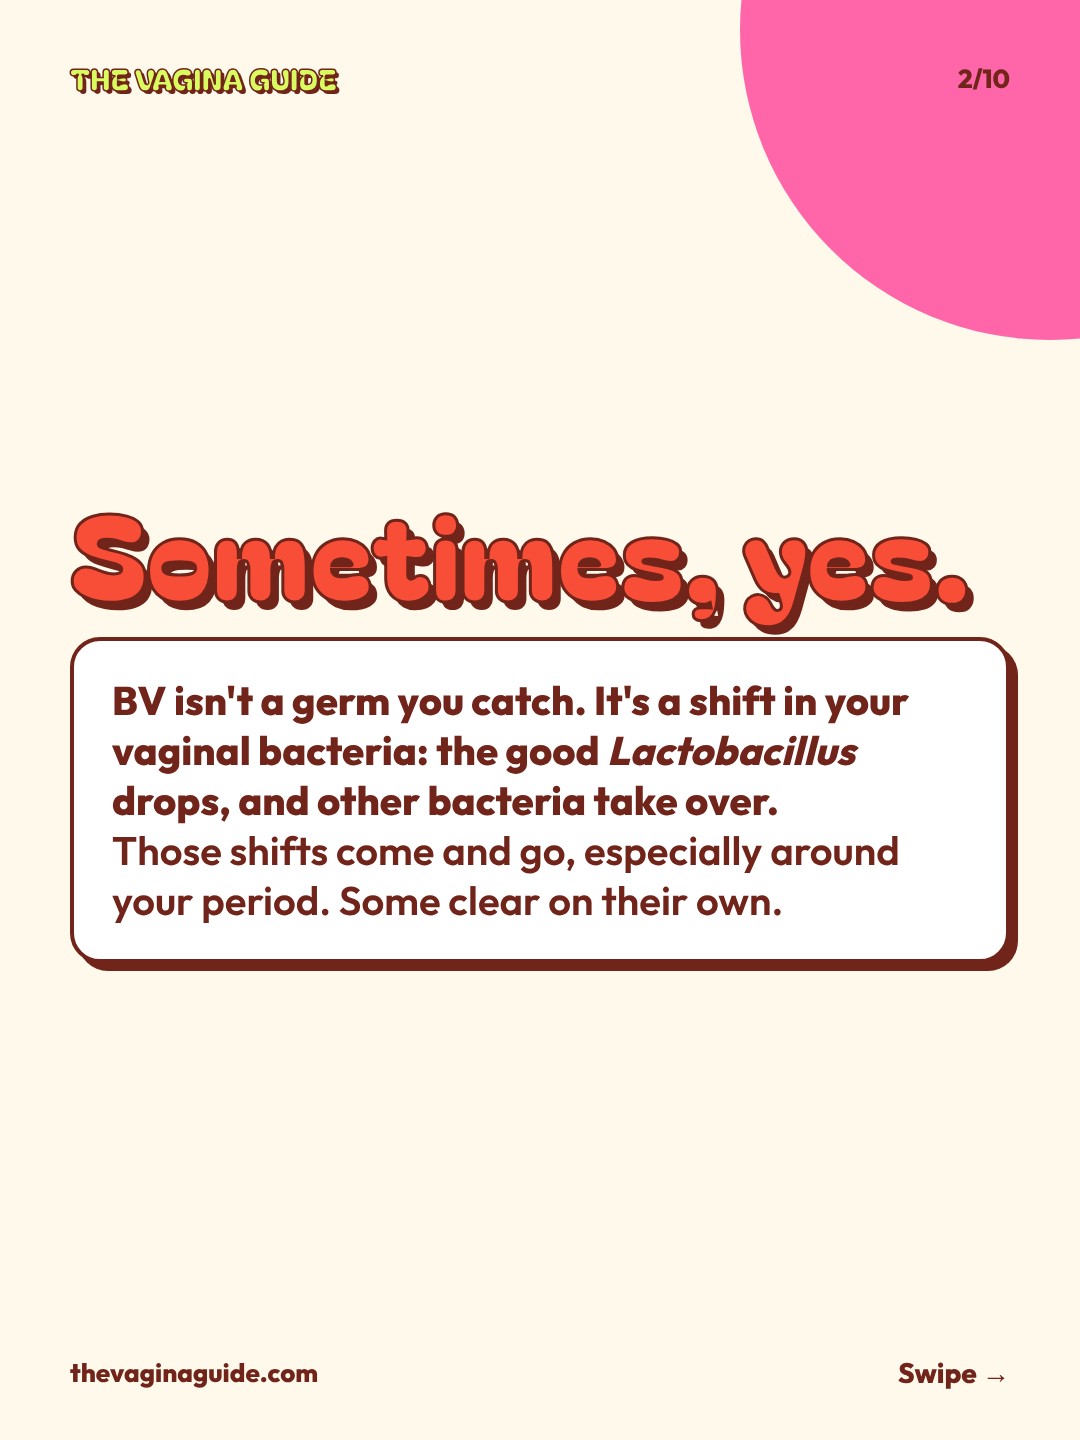 THE VAGINA GUIDE
2/10
Sometimes, yes.
BV isn't a germ you catch. It's a shift in your
vaginal bacteria: the good Lactobacillus
drops, and other bacteria take over.
Those shifts come and go, especially around
your period. Some clear on their own.
thevaginaguide.com
Swipe →